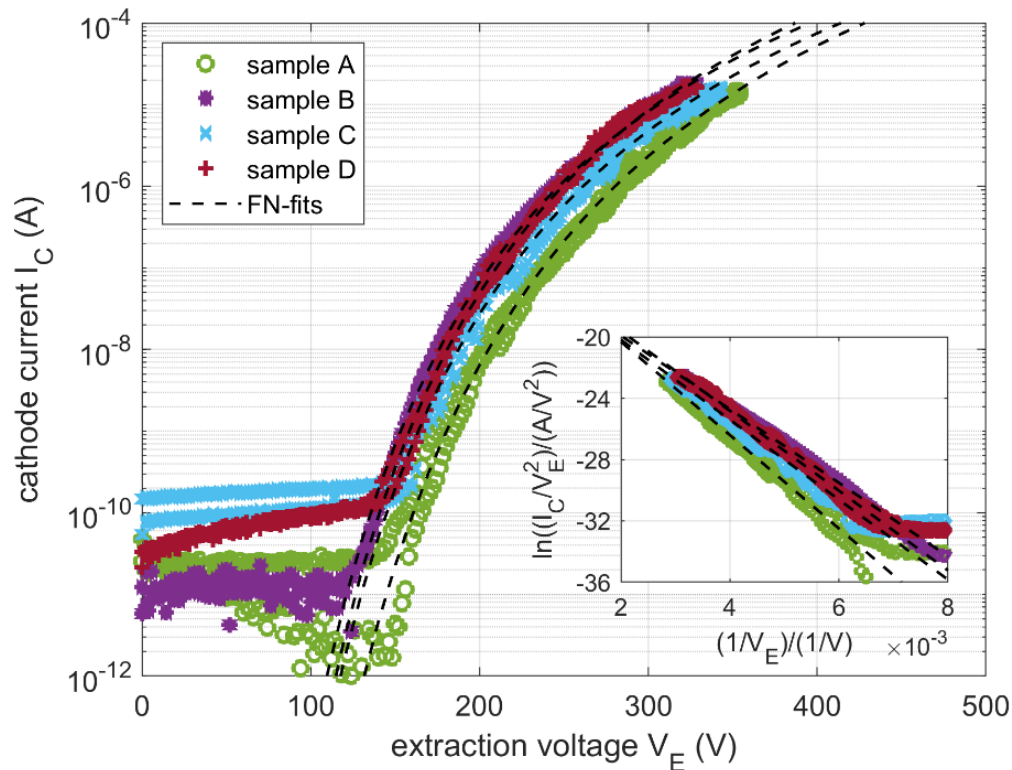 10^-4
10^-6
10^-8
10^-10
10^-12
cathode current I_C (A)
sample A
sample B
sample C
sample D
FN-fits
0
100
200
300
400
500
extraction voltage V_E (V)
-20
-24
-28
-32
-36
ln((I_C/V_E^2)/(A/V^2))
2
4
6
8
(1/V_E)/(1/V)
×10^-3